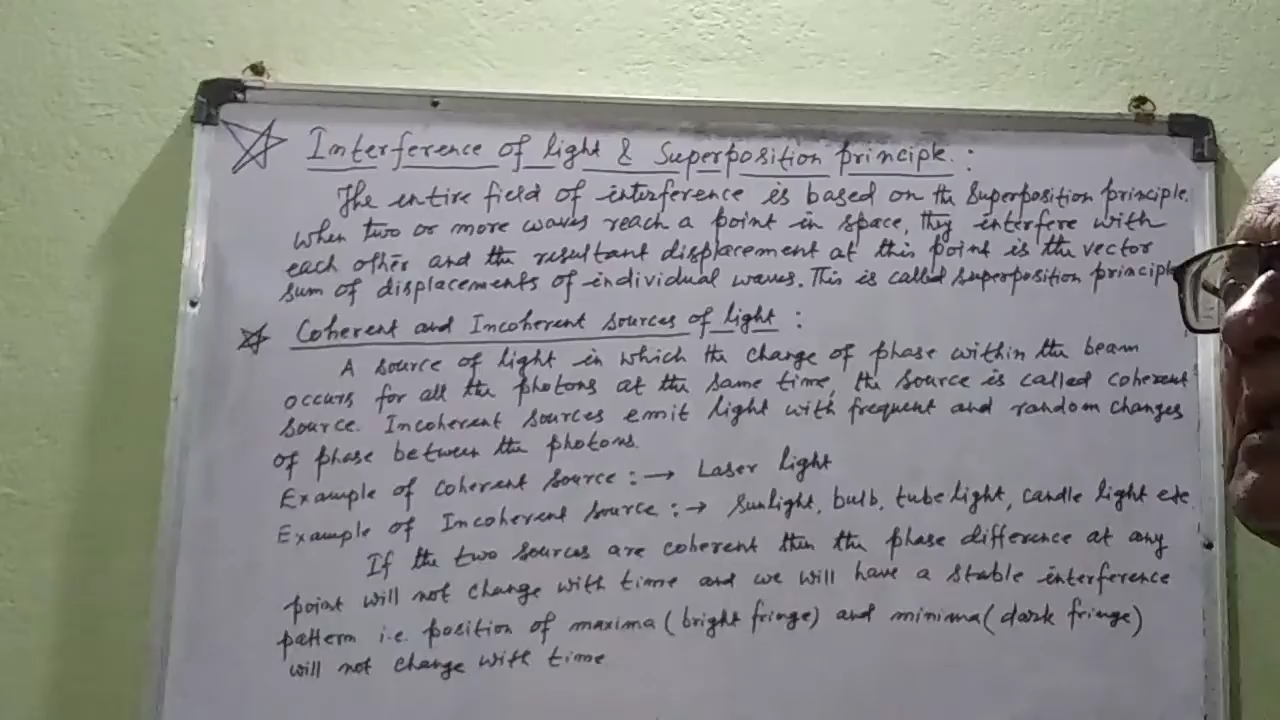 Interference of light & Superposition principle. :
The entire field of interference is based on the Superposition principle.
When two or more waves reach a point in space, they interfere with
each other and the resultant displacement at this point is the vector
sum of displacements of individual waves. This is called superposition principle
Coherent and Incoherent sources of light :
A source of light in which the change of phase within the beam
occurs for all the photons at the same time, the source is called coherent
source. Incoherent sources emit light with frequent and random changes
of phase between the photons.
Example of Coherent source : → Laser light
Example of Incoherent source : → Sunlight, bulb, tube light, candle light etc
If the two sources are coherent then the phase difference at any
point will not change with time and we will have a stable interference
pattern i.e. position of maxima (bright fringe) and minima (dark fringe)
will not change with time